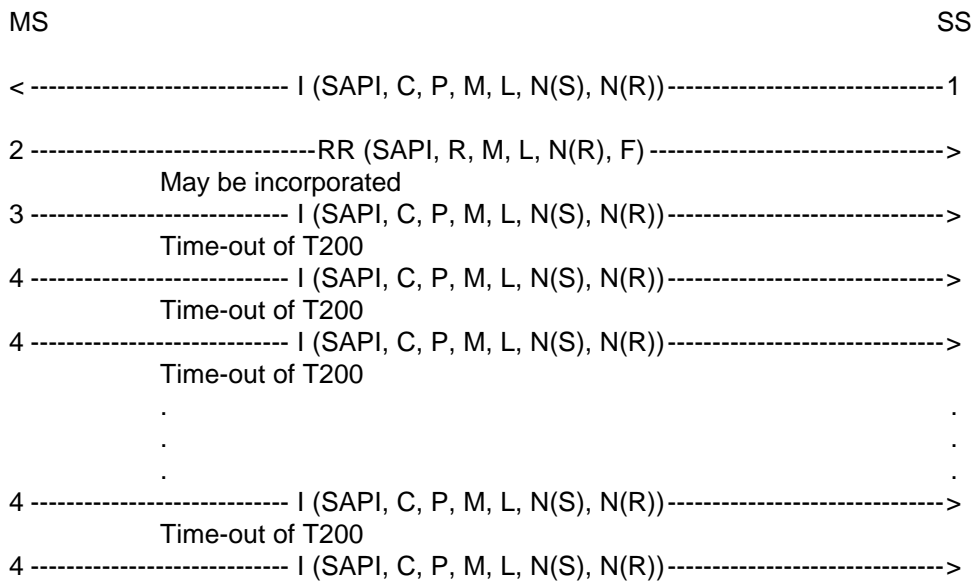 MS SS
< ----------------------------- I (SAPI, C, P, M, L, N(S), N(R))-------------------------------1
2 --------------------------------RR (SAPI, R, M, L, N(R), F) --------------------------------->
May be incorporated
3 ----------------------------- I (SAPI, C, P, M, L, N(S), N(R))------------------------------->
Time-out of T200
4 ----------------------------- I (SAPI, C, P, M, L, N(S), N(R))------------------------------->
Time-out of T200
4 ----------------------------- I (SAPI, C, P, M, L, N(S), N(R))------------------------------->
Time-out of T200
. .
. .
. .
4 ----------------------------- I (SAPI, C, P, M, L, N(S), N(R))------------------------------->
Time-out of T200
4 ----------------------------- I (SAPI, C, P, M, L, N(S), N(R))------------------------------->